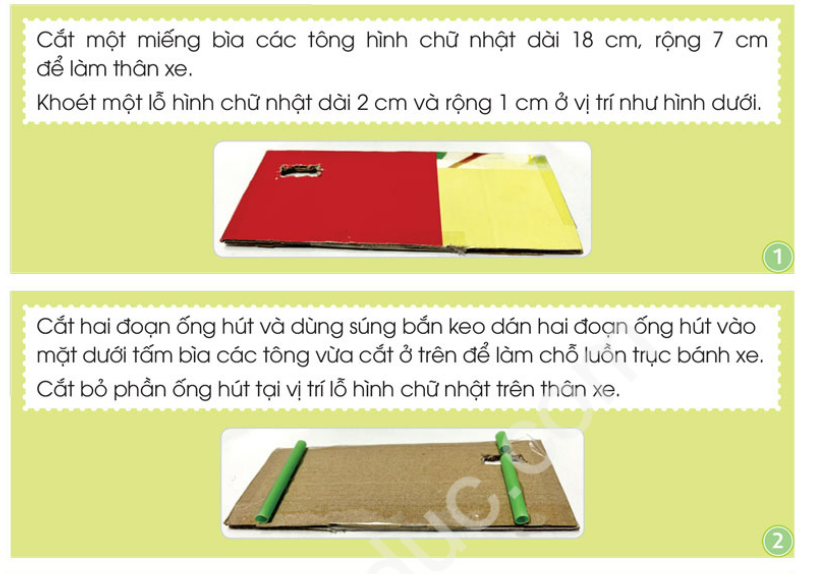 Cắt một miếng bìa các tông hình chữ nhật dài 18 cm, rộng 7 cm
để làm thân xe.
Khoét một lỗ hình chữ nhật dài 2 cm và rộng 1 cm ở vị trí như hình dưới.
1
Cắt hai đoạn ống hút và dùng súng bắn keo dán hai đoạn ống hút vào
mặt dưới tấm bìa các tông vừa cắt ở trên để làm chỗ luồn trục bánh xe.
Cắt bỏ phần ống hút tại vị trí lỗ hình chữ nhật trên thân xe.
duc.com
2